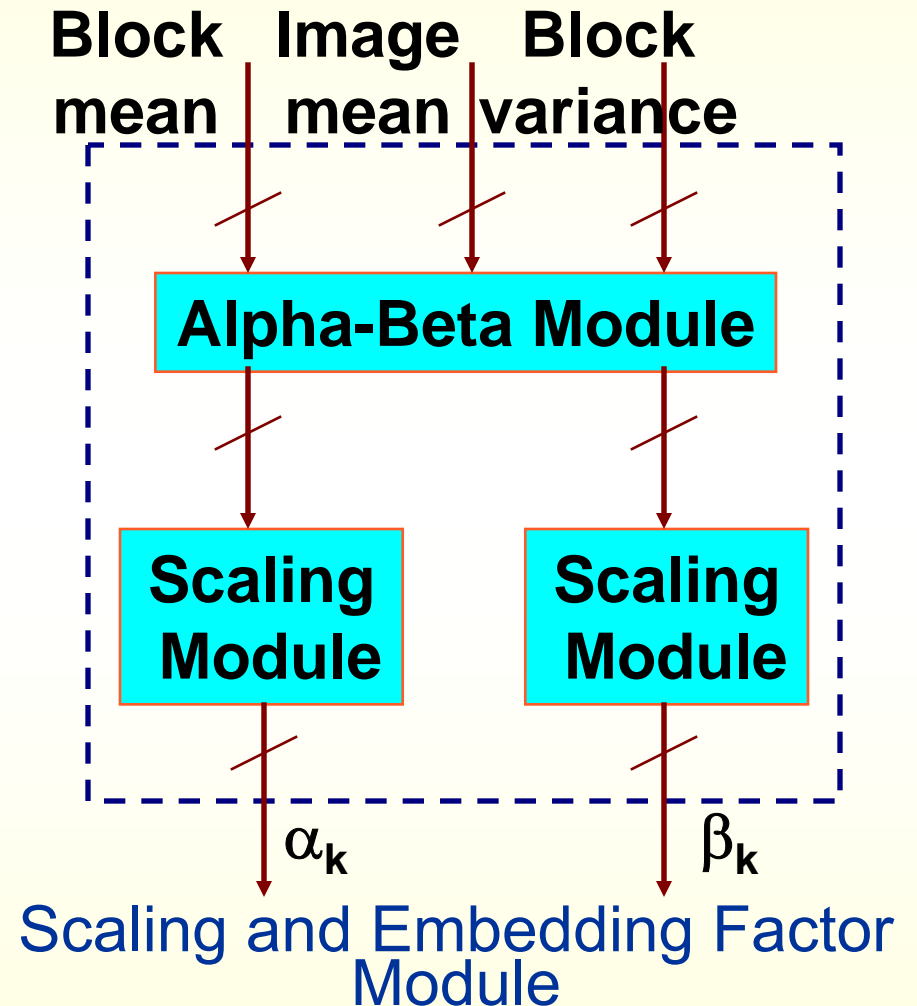 Block Image Block
mean mean variance
Alpha-Beta Module
Scaling
Module
Scaling
Module
αk
βk
Scaling and Embedding Factor
Module